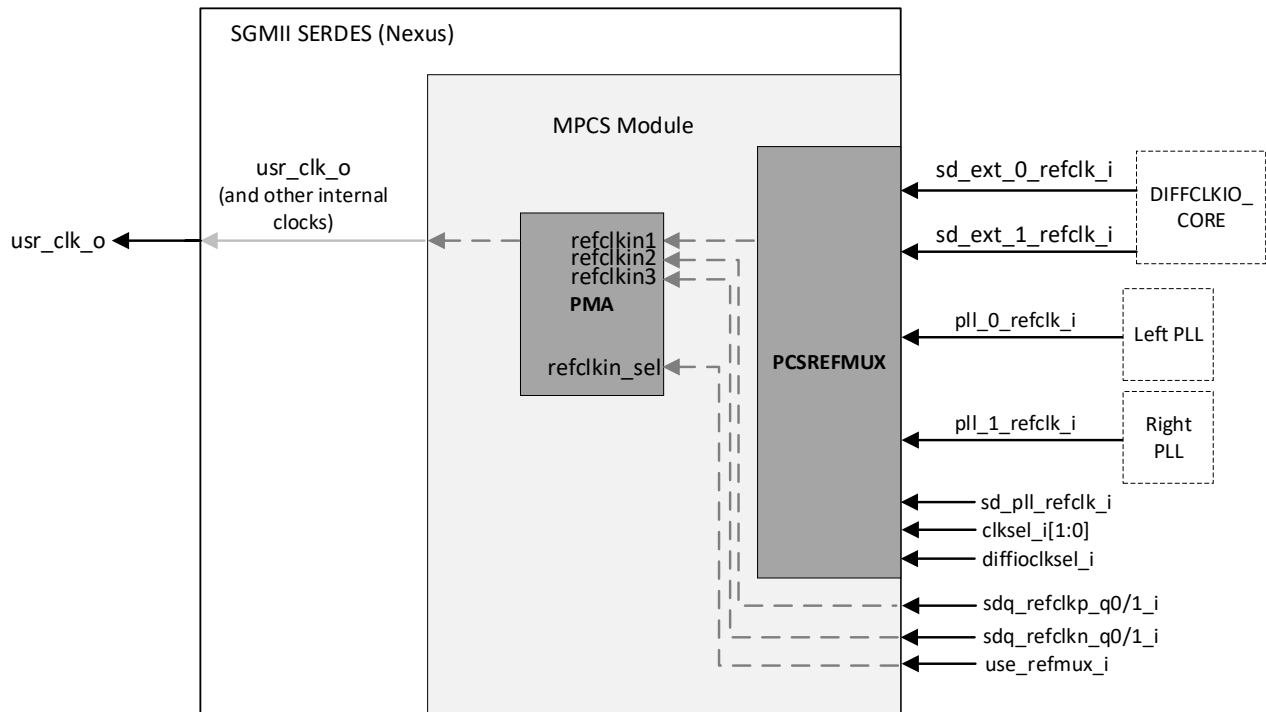 SGMII SERDES (Nexus)
MPCS Module
usr_clk_o
(and other internal
clocks)
usr_clk_o
refclkin1
refclkin2
refclkin3
PMA
refclkin_sel
PCSREFMUX
sd_ext_0_refclk_i
sd_ext_1_refclk_i
DIFFCLKIO_
CORE
pll_0_refclk_i
Left PLL
pll_1_refclk_i
Right
PLL
sd_pll_refclk_i
clksel_i[1:0]
diffioclksel_i
sdq_refclkp_q0/1_i
sdq_refclkn_q0/1_i
use_refmux_i